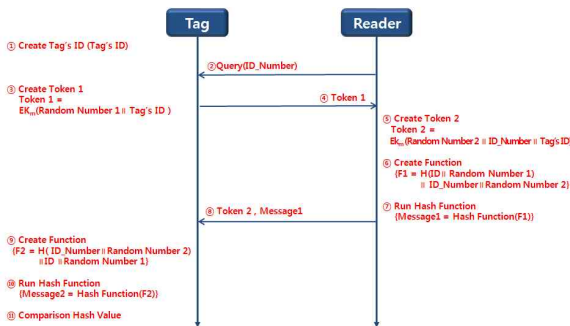 Tag
Reader
① Create Tag's ID (Tag's ID)
②Query(ID_Number)
③ Create Token 1
Token 1 =
EKm(Random Number 1 || Tag's ID )
④ Token 1
⑤ Create Token 2
Token 2 =
Ekm(Random Number 2 || ID_Number || Tag's ID
⑥ Create Function
(F1 = H(ID || Random Number 1)
|| ID_Number || Random Number 2)
⑦ Run Hash Function
(Message1 = Hash Function(F1))
⑧ Token 2 , Message1
⑨ Create Function
(F2 = H( ID_Number || Random Number 2)
|| ID || Random Number 1)
⑩ Run Hash Function
(Message2 = Hash Function(F2))
⑪ Comparison Hash Value